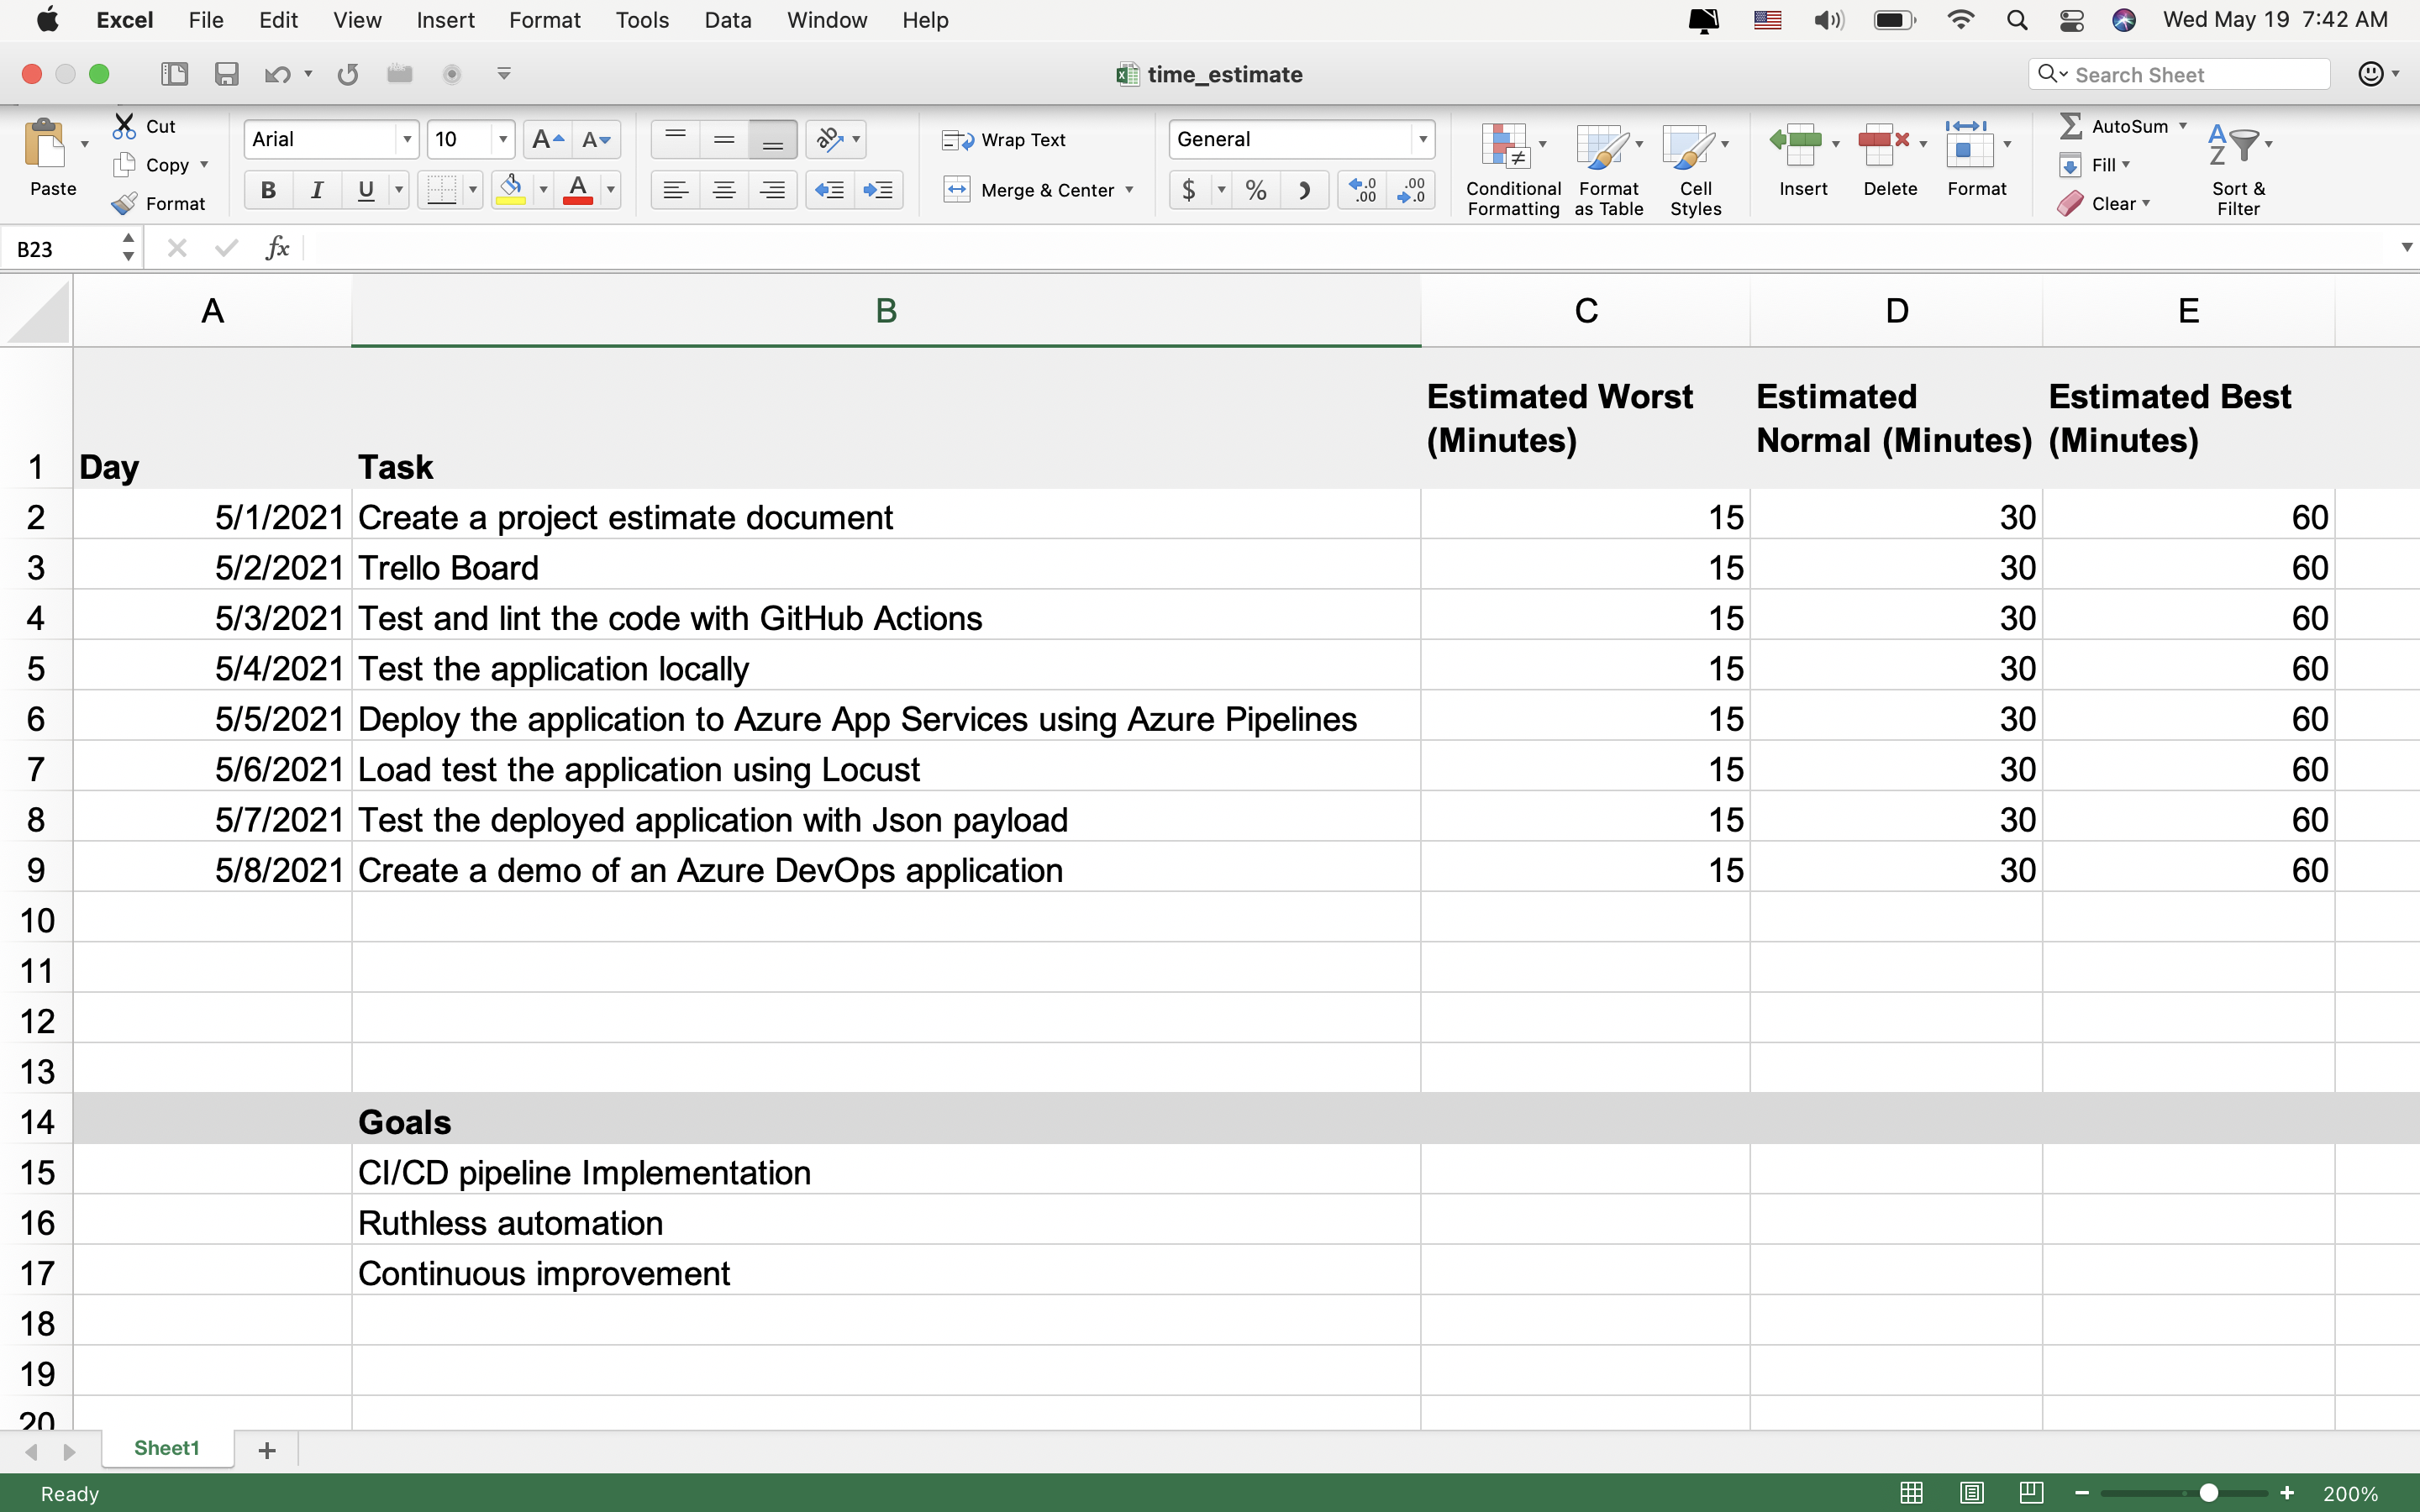 Excel File Edit View Insert Format Tools Data Window Help Wed May 19 7:42 AM
time_estimate Search Sheet
Paste Cut Copy Format
Arial 10
Wrap Text
Merge & Center
General
$ % .0 .00 .00 .0
Conditional Formatting
Format as Table
Cell Styles
Insert Delete Format
AutoSum
Fill
Clear
Sort & Filter
B23 fx
A B C D E
1 Day Task Estimated Worst (Minutes) Estimated Normal (Minutes) Estimated Best (Minutes)
2 5/1/2021 Create a project estimate document 15 30 60
3 5/2/2021 Trello Board 15 30 60
4 5/3/2021 Test and lint the code with GitHub Actions 15 30 60
5 5/4/2021 Test the application locally 15 30 60
6 5/5/2021 Deploy the application to Azure App Services using Azure Pipelines 15 30 60
7 5/6/2021 Load test the application using Locust 15 30 60
8 5/7/2021 Test the deployed application with Json payload 15 30 60
9 5/8/2021 Create a demo of an Azure DevOps application 15 30 60
10
11
12
13
14 Goals
15 CI/CD pipeline Implementation
16 Ruthless automation
17 Continuous improvement
18
19
20
Sheet1 +
Ready 200%